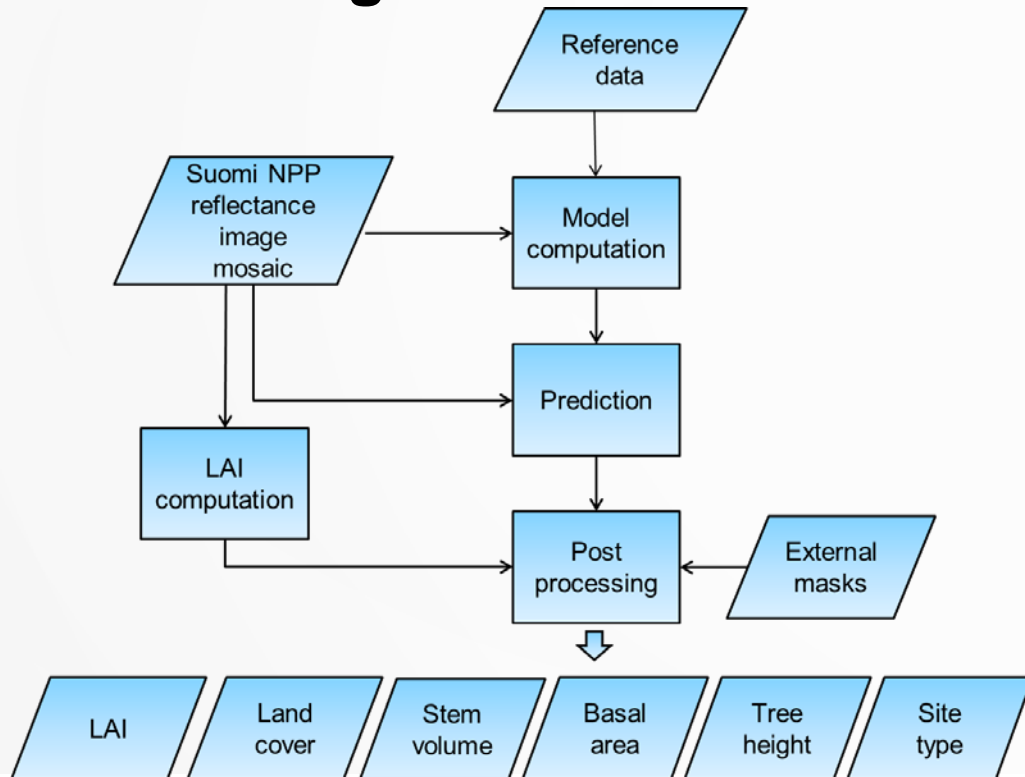 Reference
data
Suomi NPP
reflectance
image
mosaic
Model
computation
Prediction
LAI
computation
Post
processing
External
masks
LAI
Land
cover
Stem
volume
Basal
area
Tree
height
Site
type